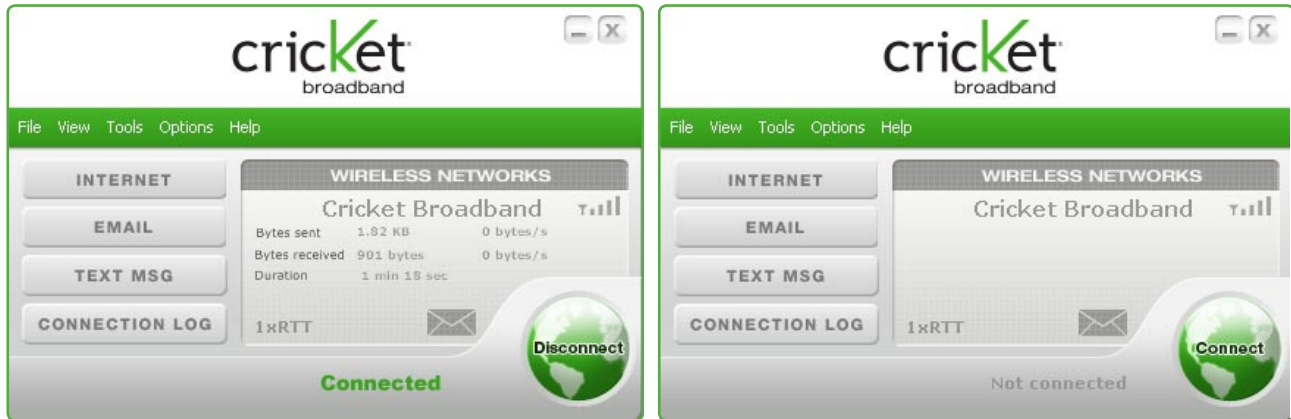 cricket
broadband
File View Tools Options Help
INTERNET
EMAIL
TEXT MSG
CONNECTION LOG
WIRELESS NETWORKS
Cricket Broadband
Bytes sent 1.82 KB 0 bytes/s
Bytes received 901 bytes 0 bytes/s
Duration 1 min 18 sec
1xRTT
Disconnect
Connected
cricket
broadband
File View Tools Options Help
INTERNET
EMAIL
TEXT MSG
CONNECTION LOG
WIRELESS NETWORKS
Cricket Broadband
1xRTT
Connect
Not connected